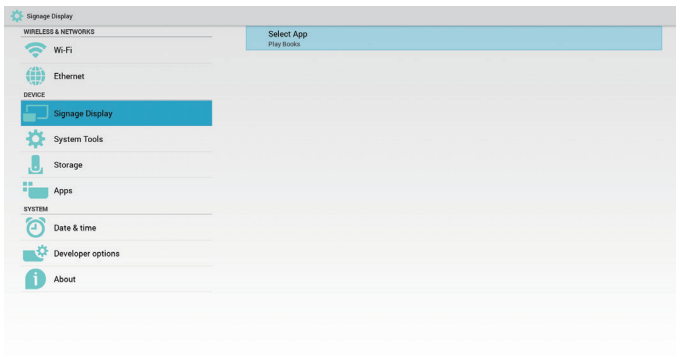 Signage Display
WIRELESS & NETWORKS
Wi-Fi
Ethernet
DEVICE
Signage Display
System Tools
Storage
Apps
SYSTEM
Date & time
Developer options
About
Select App
Play Books